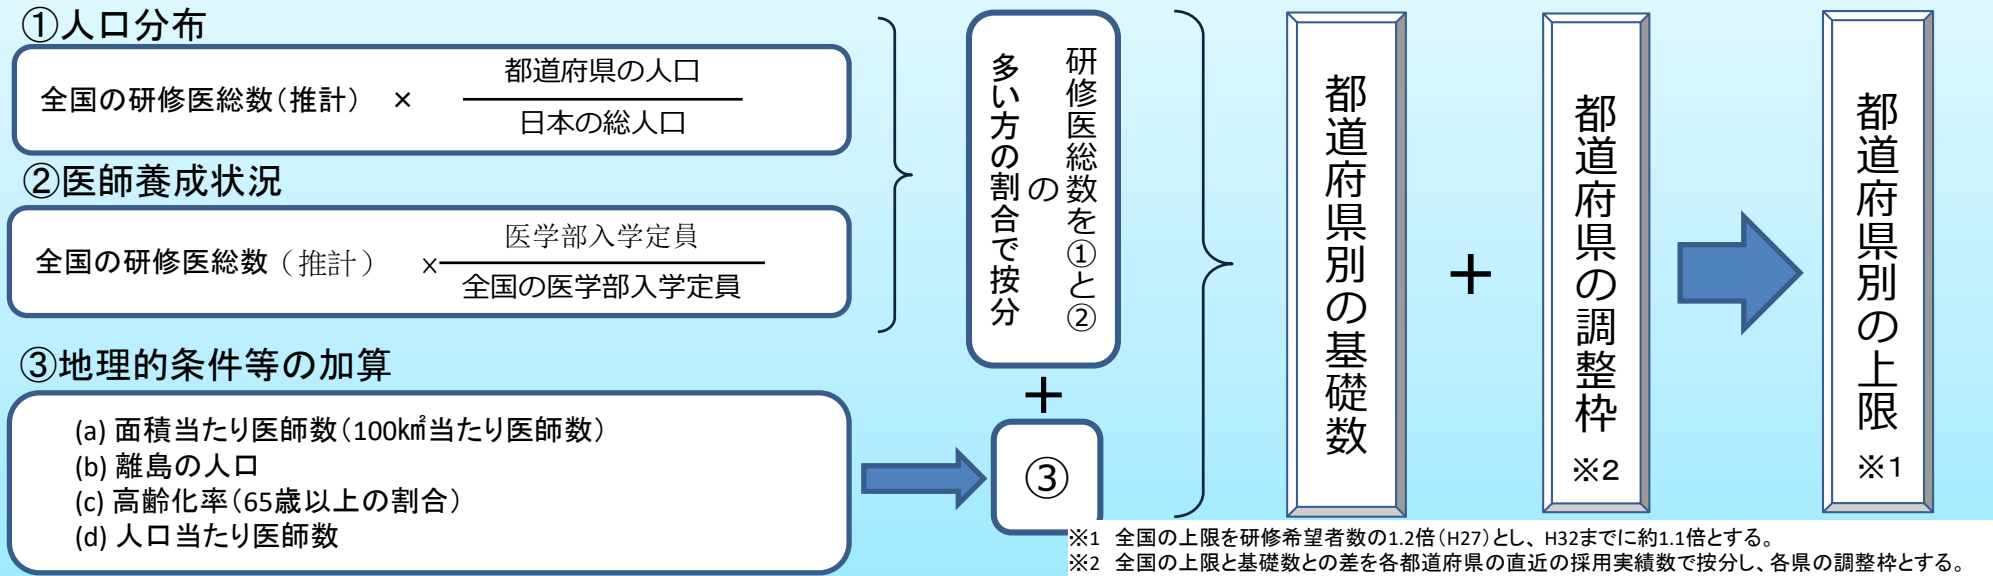 ①人口分布
全国の研修医総数(推計) × 都道府県の人口
日本の総人口
②医師養成状況
全国の研修医総数(推計) × 医学部入学定員
全国の医学部入学定員
③地理的条件等の加算
(a) 面積当たり医師数(100㎢当たり医師数)
(b) 離島の人口
(c) 高齢化率(65歳以上の割合)
(d) 人口当たり医師数
研修医総数を①と②
の
多い方の割合で按分
+
③
都道府県別の基礎数
+
都道府県の調整枠 ※2
都道府県別の上限 ※1
※1 全国の上限を研修希望者数の1.2倍(H27)とし、H32までに約1.1倍とする。
※2 全国の上限と基礎数との差を各都道府県の直近の採用実績数で按分し、各県の調整枠とする。